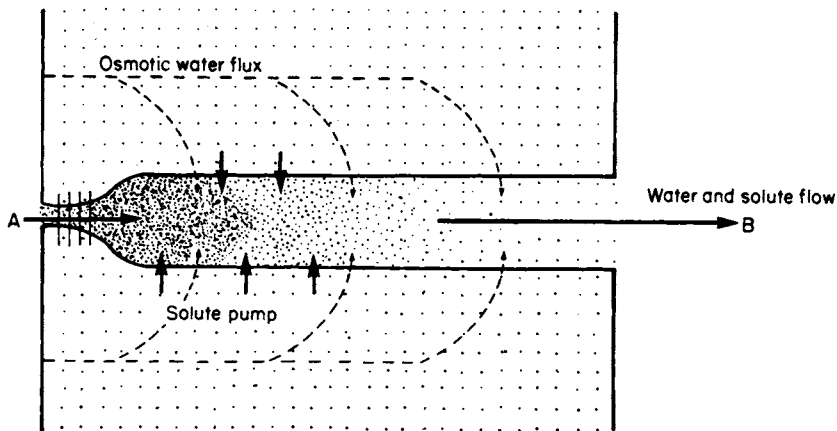 Osmotic water flux
Water and solute flow
A
B
Solute pump